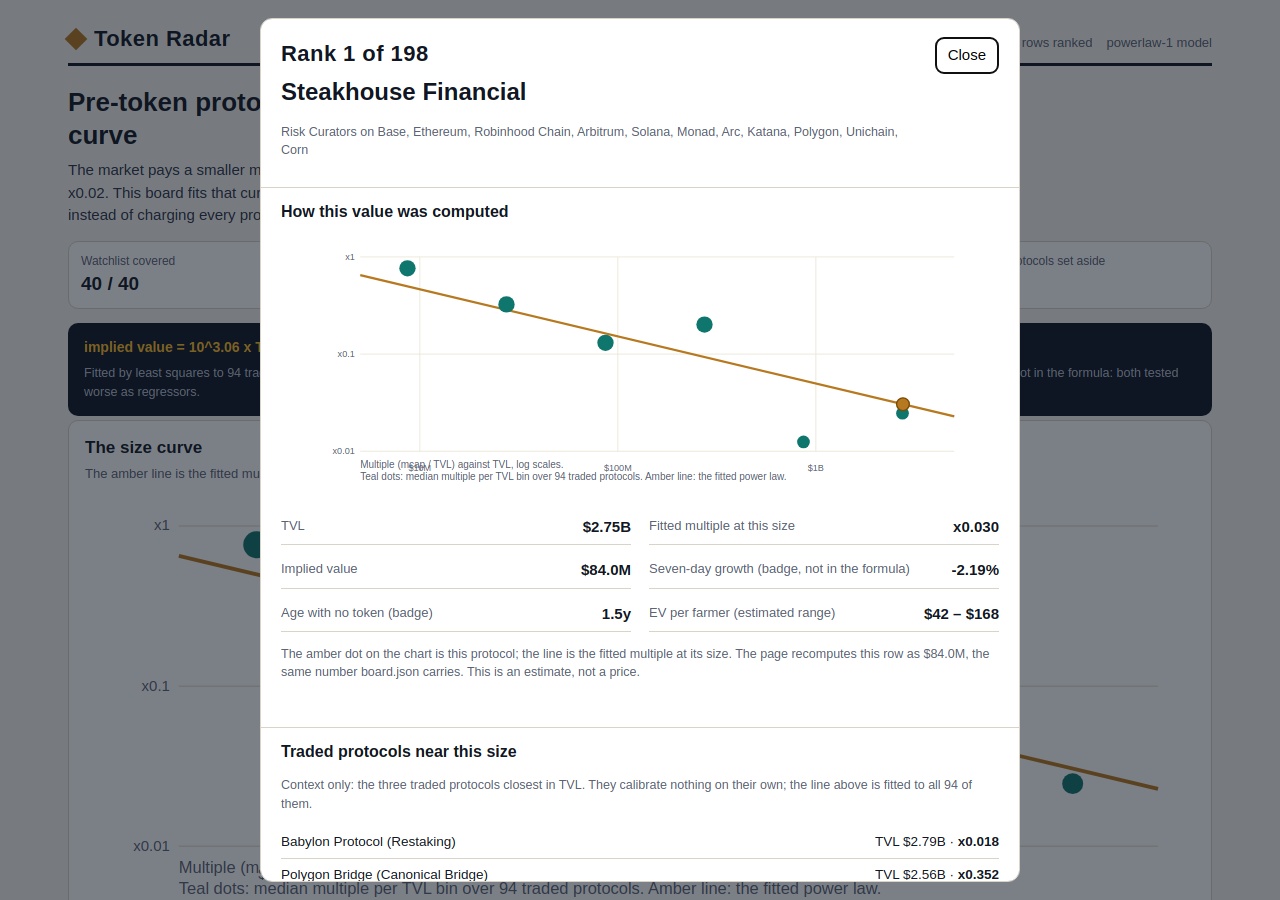 Token Radar
rows ranked powerlaw-1 model
Pre-token proto
curve
The market pays a smaller m
x0.02. This board fits that cur
instead of charging every pro
Watchlist covered
40 / 40
otocols set aside
implied value = 10^3.06 x T
Fitted by least squares to 94 tra
ot in the formula: both tested
worse as regressors.
The size curve
The amber line is the fitted mu
x1
x0.1
x0.01
Multiple (m
Teal dots: median multiple per TVL bin over 94 traded protocols. Amber line: the fitted power law.
Rank 1 of 198
Close
Steakhouse Financial
Risk Curators on Base, Ethereum, Robinhood Chain, Arbitrum, Solana, Monad, Arc, Katana, Polygon, Unichain,
Corn
How this value was computed
x1
x0.1
x0.01
$10M $100M $1B
Multiple (mcap / TVL) against TVL, log scales.
Teal dots: median multiple per TVL bin over 94 traded protocols. Amber line: the fitted power law.
TVL $2.75B
Fitted multiple at this size x0.030
Implied value $84.0M
Seven-day growth (badge, not in the formula) -2.19%
Age with no token (badge) 1.5y
EV per farmer (estimated range) $42 – $168
The amber dot on the chart is this protocol; the line is the fitted multiple at its size. The page recomputes this row as $84.0M, the
same number board.json carries. This is an estimate, not a price.
Traded protocols near this size
Context only: the three traded protocols closest in TVL. They calibrate nothing on their own; the line above is fitted to all 94 of
them.
Babylon Protocol (Restaking) TVL $2.79B · x0.018
Polygon Bridge (Canonical Bridge) TVL $2.56B · x0.352